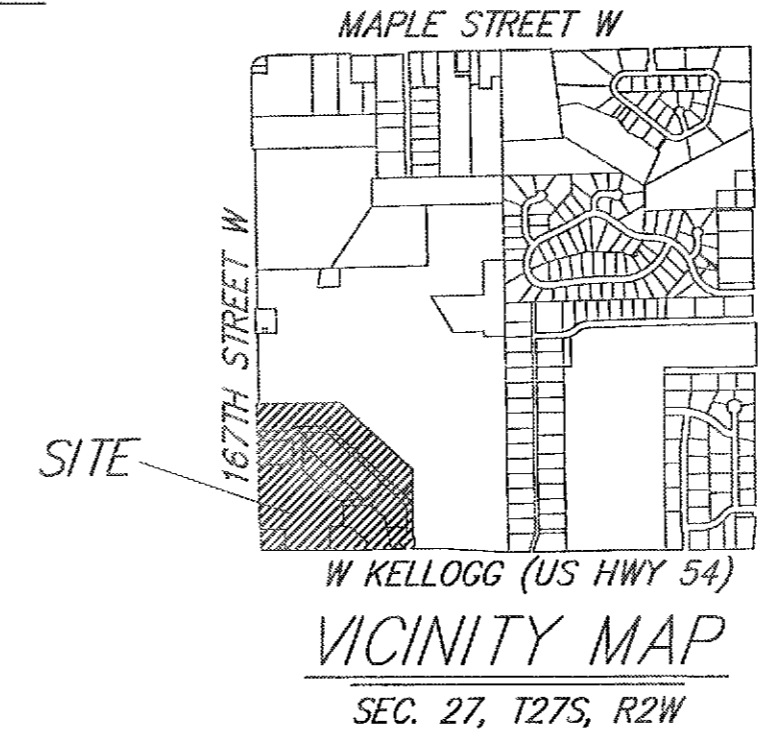 MAPLE STREET W
167TH STREET W
SITE
W KELLOGG (US HWY 54)
VICINITY MAP
SEC. 27, T27S, R2W